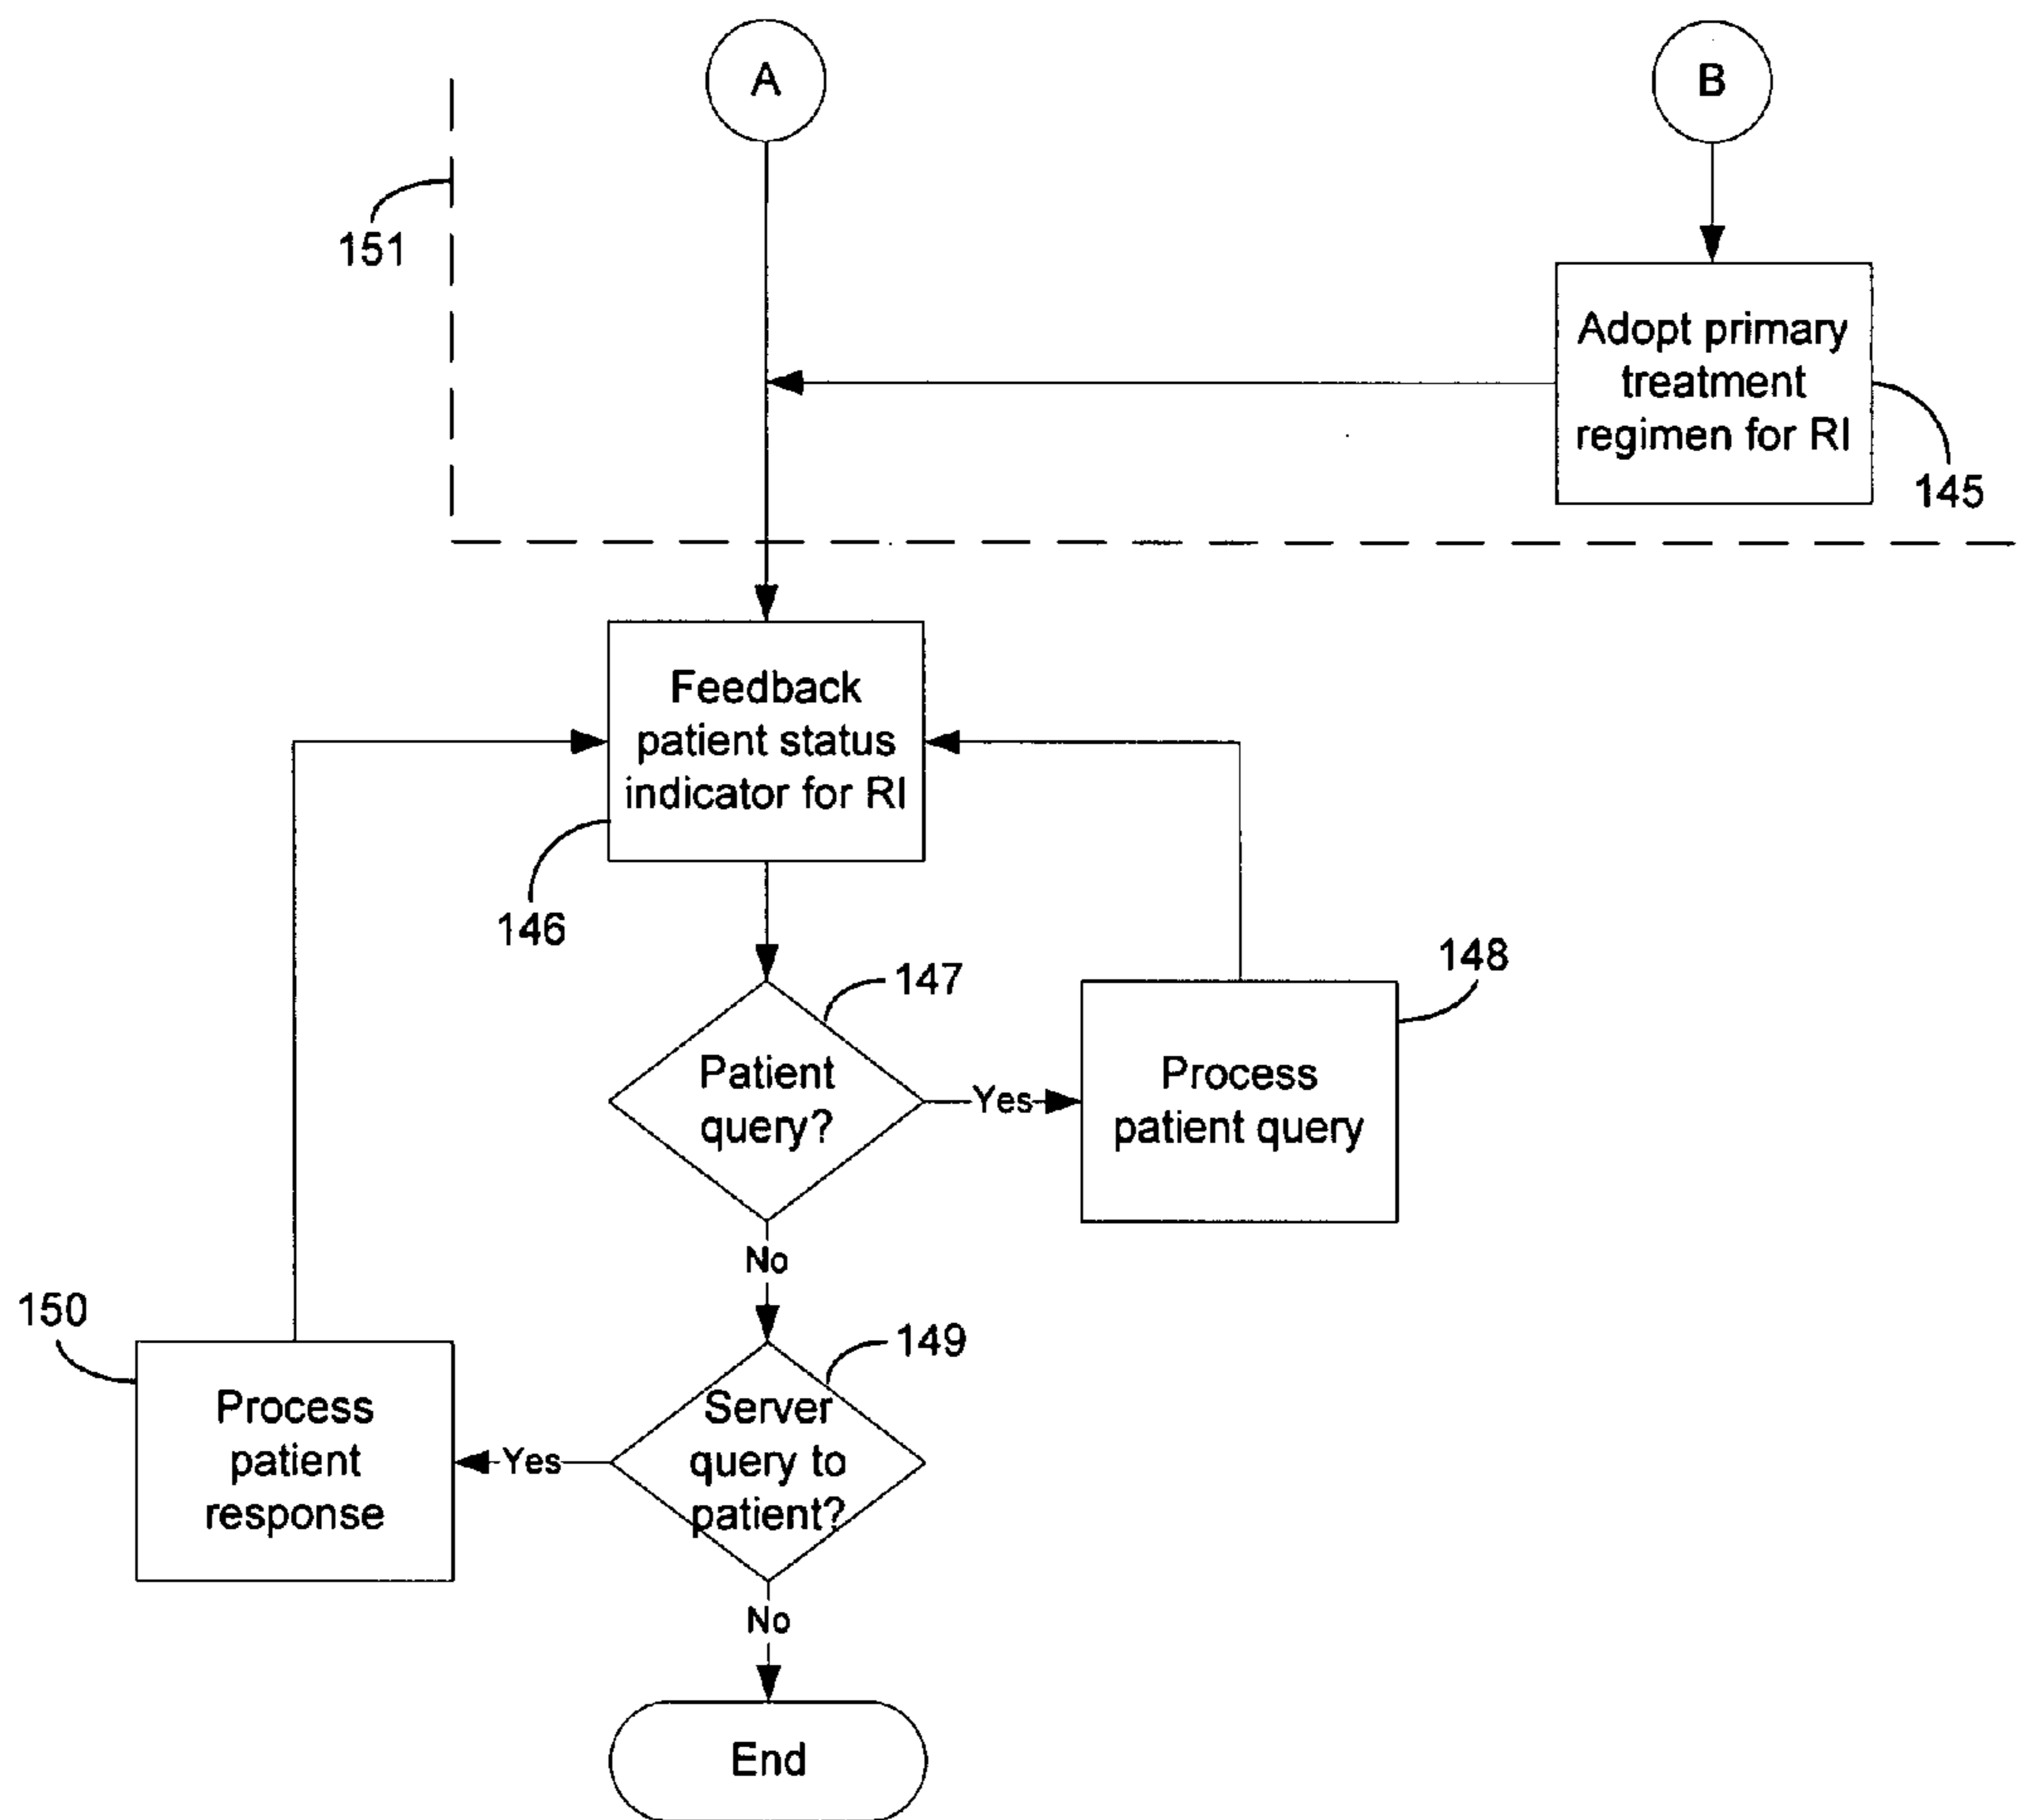 A
B
151
Adopt primary
treatment
regimen for RI
145
Feedback
patient status
indicator for RI
146
147
148
Patient
query?
Yes
Process
patient query
No
150
149
Process
patient
response
Yes
Server
query to
patient?
No
End